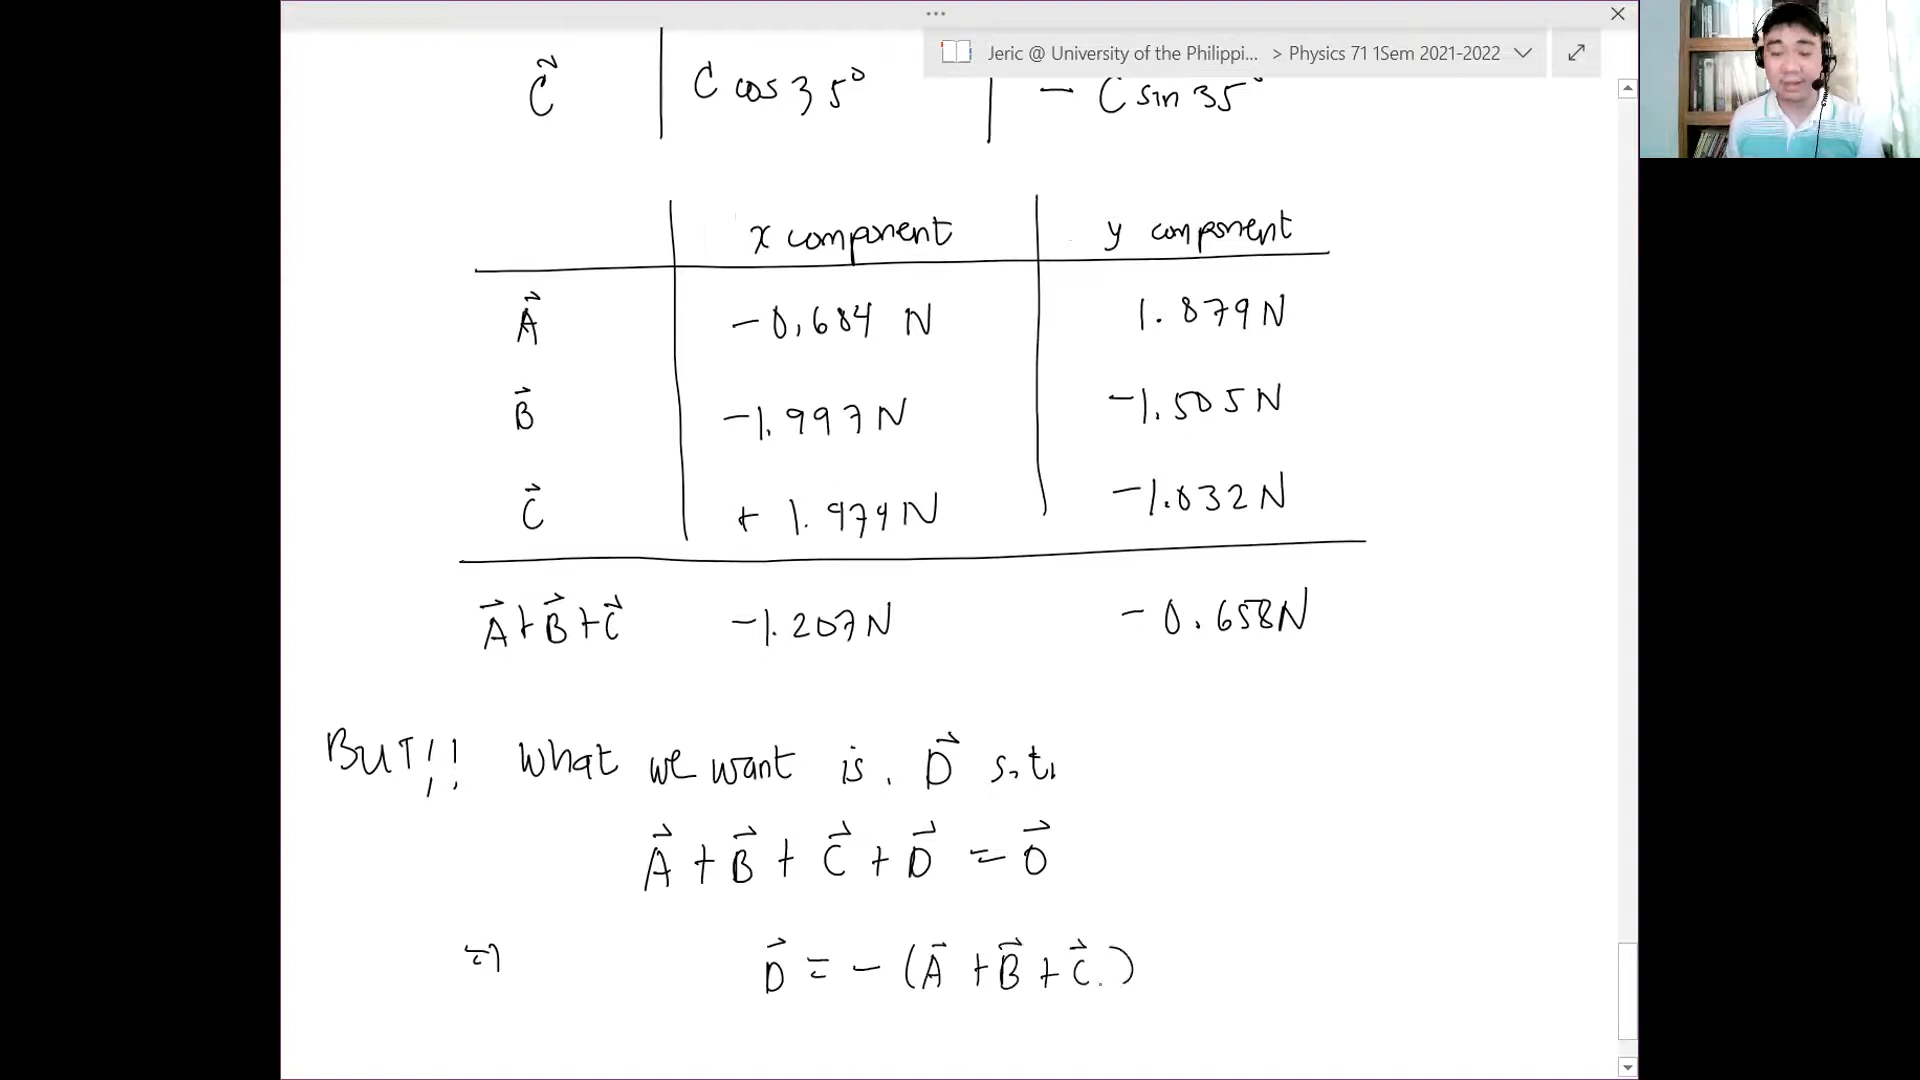 Jeric @ University of the Philippi... > Physics 71 1Sem 2021-2022
C⃗ C cos 35° - C sin 35°
x component y component
A⃗ -0.684 N 1.879 N
B⃗ -1.997 N -1.505 N
C⃗ + 1.474 N -1.032 N
A⃗ + B⃗ + C⃗ -1.207 N -0.658 N
BUT!! What we want is. D⃗ s.t.
A⃗ + B⃗ + C⃗ + D⃗ = 0⃗
⇒ D⃗ = - (A⃗ + B⃗ + C⃗.)